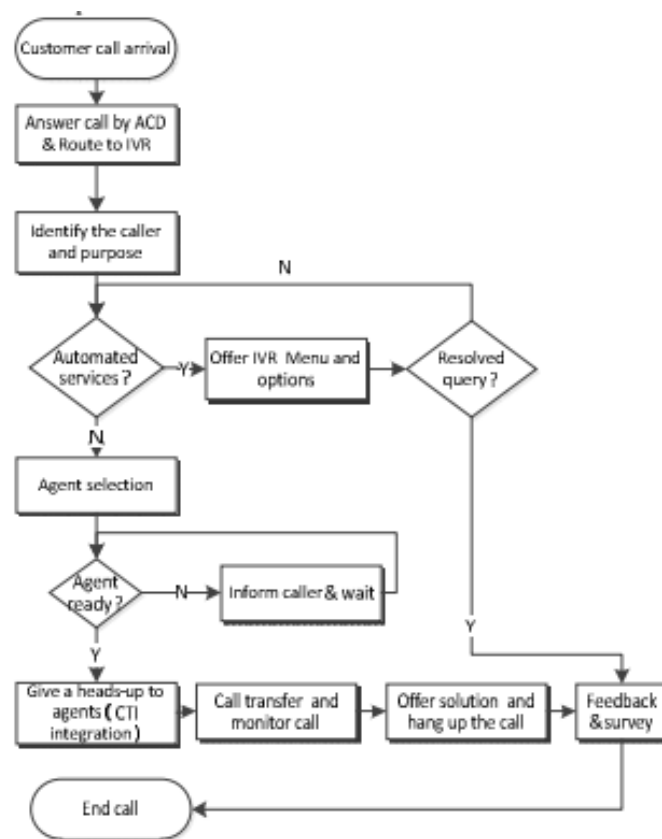 Customer call arrival
Answer call by ACD
& Route to IVR
Identify the caller
and purpose
N
Automated
services?
Y
Offer IVR Menu and
options
Resolved
query?
N
Agent selection
Agent
ready?
N
Inform caller & wait
Y
Y
Give a heads-up to
agents (CTI
integration)
Call transfer and
monitor call
Offer solution and
hang up the call
Feedback
& survey
End call